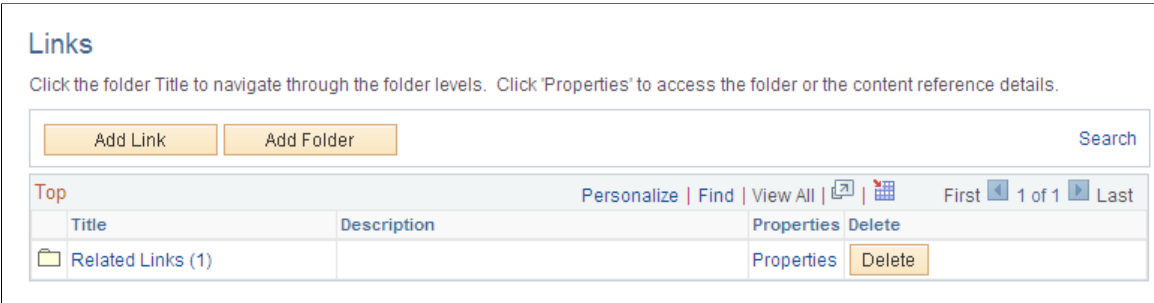 Links
Click the folder Title to navigate through the folder levels.  Click 'Properties' to access the folder or the content reference details.
Add Link Add Folder Search
Top Personalize | Find | View All | | First 1 of 1 Last
Title Description Properties Delete
Related Links (1) Properties Delete